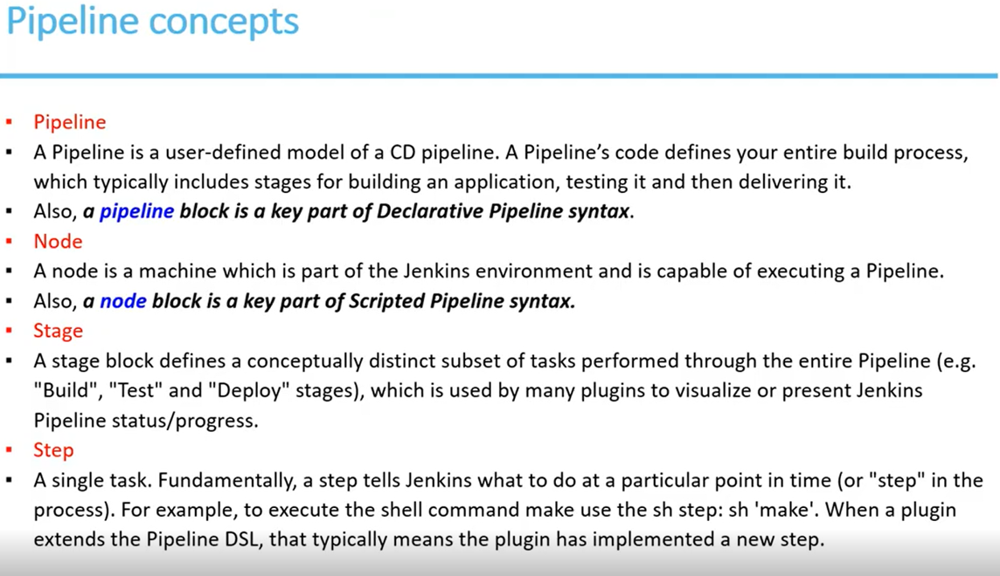 Pipeline concepts
▪ Pipeline
▪ A Pipeline is a user-defined model of a CD pipeline. A Pipeline’s code defines your entire build process,
which typically includes stages for building an application, testing it and then delivering it.
▪ Also, a pipeline block is a key part of Declarative Pipeline syntax.
▪ Node
▪ A node is a machine which is part of the Jenkins environment and is capable of executing a Pipeline.
▪ Also, a node block is a key part of Scripted Pipeline syntax.
▪ Stage
▪ A stage block defines a conceptually distinct subset of tasks performed through the entire Pipeline (e.g.
"Build", "Test" and "Deploy" stages), which is used by many plugins to visualize or present Jenkins
Pipeline status/progress.
▪ Step
▪ A single task. Fundamentally, a step tells Jenkins what to do at a particular point in time (or "step" in the
process). For example, to execute the shell command make use the sh step: sh 'make'. When a plugin
extends the Pipeline DSL, that typically means the plugin has implemented a new step.